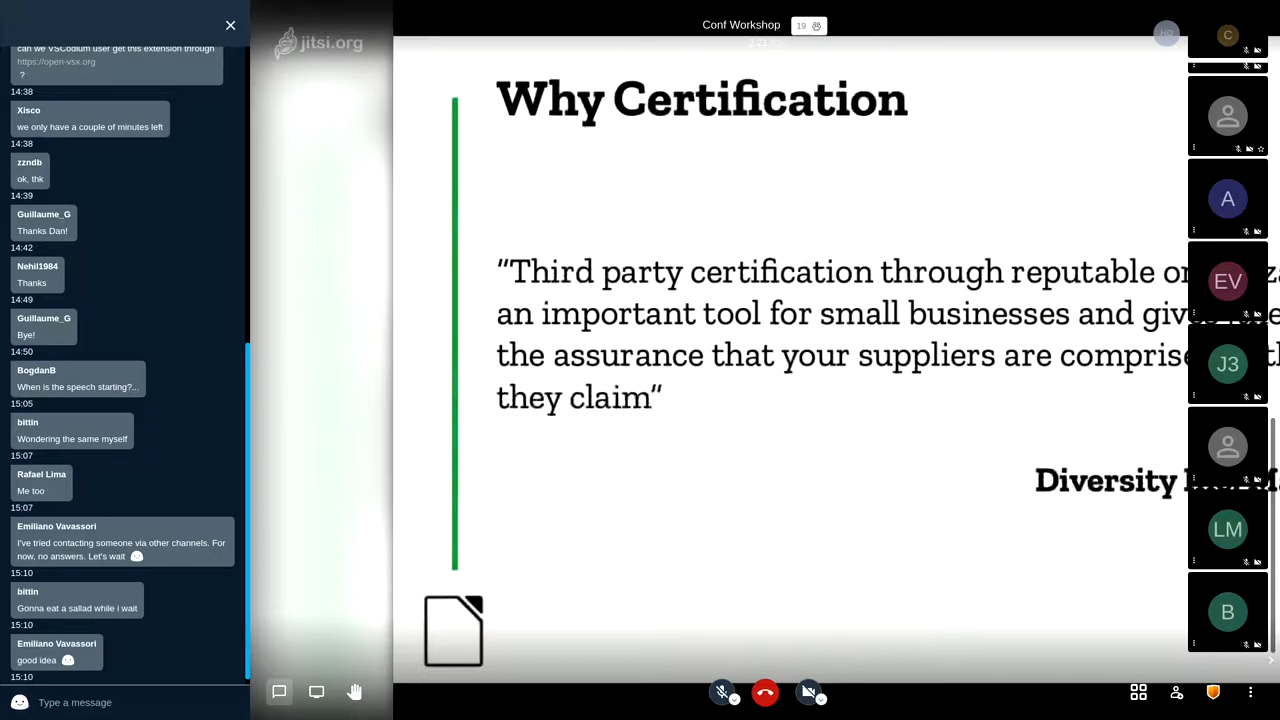 can we VSCodium user get this extension through
https://open-vsx.org
?
14:38
Xisco
we only have a couple of minutes left
14:38
zzndb
ok, thk
14:39
Guillaume_G
Thanks Dan!
14:42
Nehil1984
Thanks
14:49
Guillaume_G
Bye!
14:50
BogdanB
When is the speech starting?...
15:05
bittin
Wondering the same myself
15:07
Rafael Lima
Me too
15:07
Emiliano Vavassori
I've tried contacting someone via other channels. For
now, no answers. Let's wait
15:10
bittin
Gonna eat a sallad while i wait
15:10
Emiliano Vavassori
good idea
15:10
Type a message
jitsi.org
Conf Workshop
19
Why Certification
"Third party certification through reputable
an important tool for small businesses and
the assurance that your suppliers are
they claim"
Diversity
HO
C
A
EV
J3
LM
B